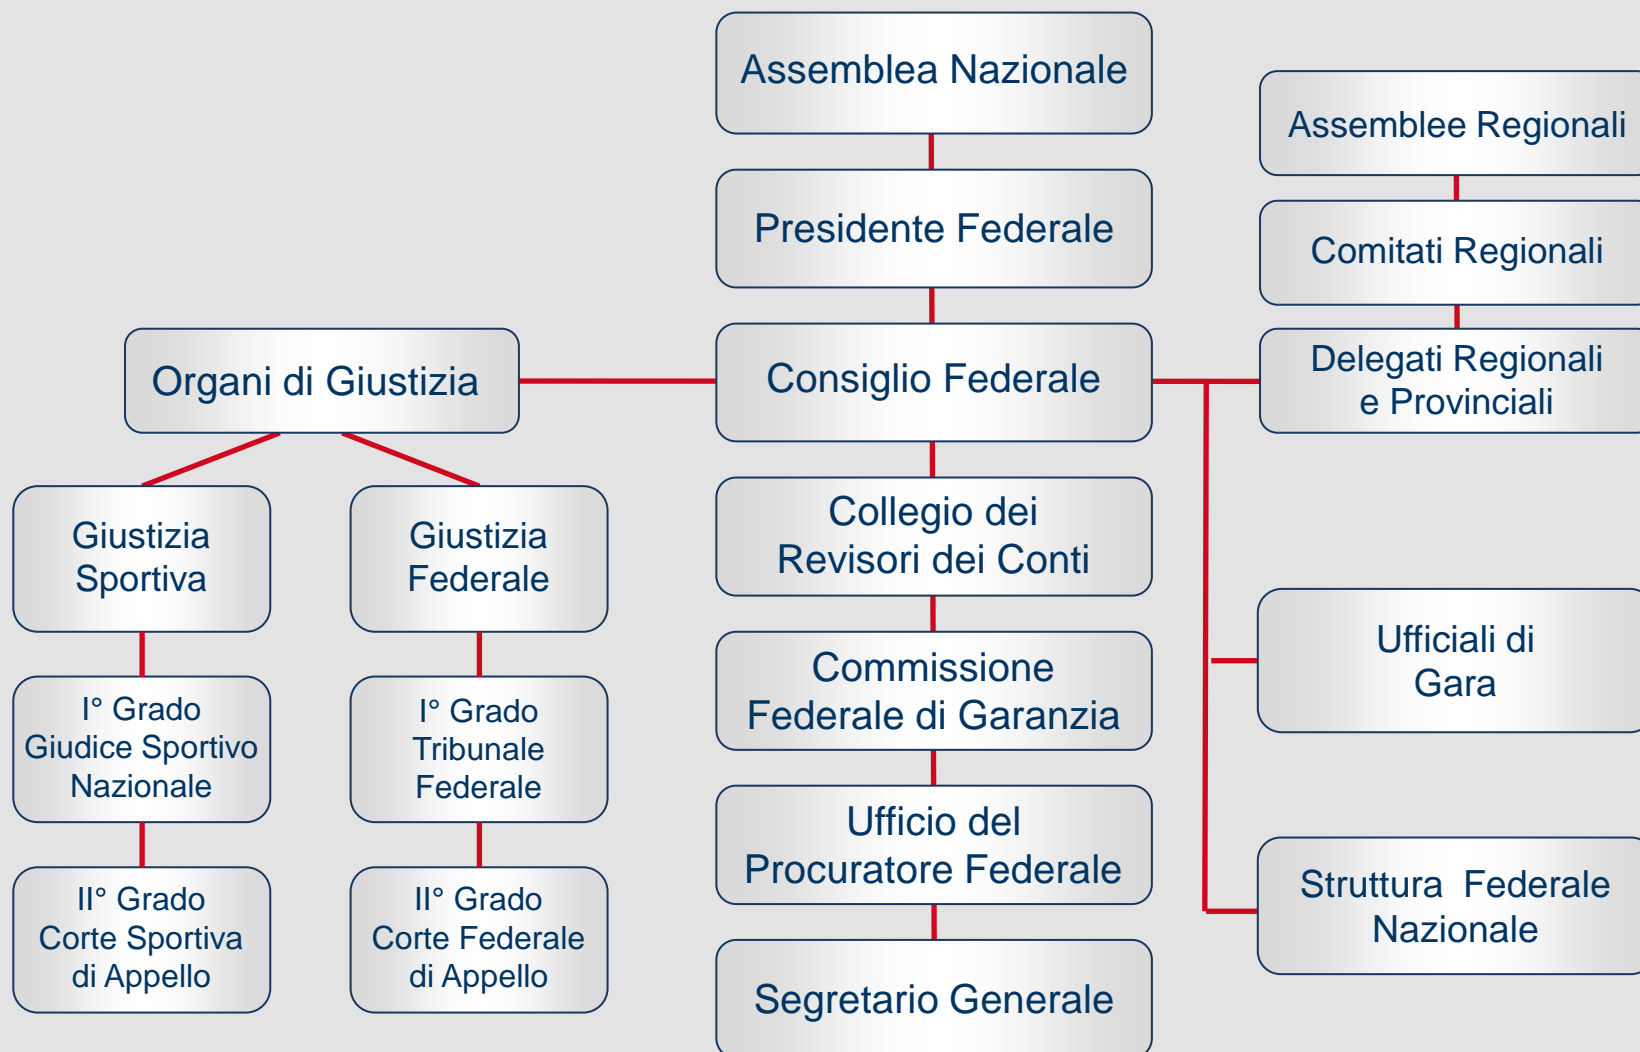 Assemblea Nazionale
Presidente Federale
Consiglio Federale
Collegio dei
Revisori dei Conti
Commissione
Federale di Garanzia
Ufficio del
Procuratore Federale
Segretario Generale
Organi di Giustizia
Giustizia
Sportiva
I° Grado
Giudice Sportivo
Nazionale
II° Grado
Corte Sportiva
di Appello
Giustizia
Federale
I° Grado
Tribunale
Federale
II° Grado
Corte Federale
di Appello
Assemblee Regionali
Comitati Regionali
Delegati Regionali
e Provinciali
Ufficiali di
Gara
Struttura Federale
Nazionale